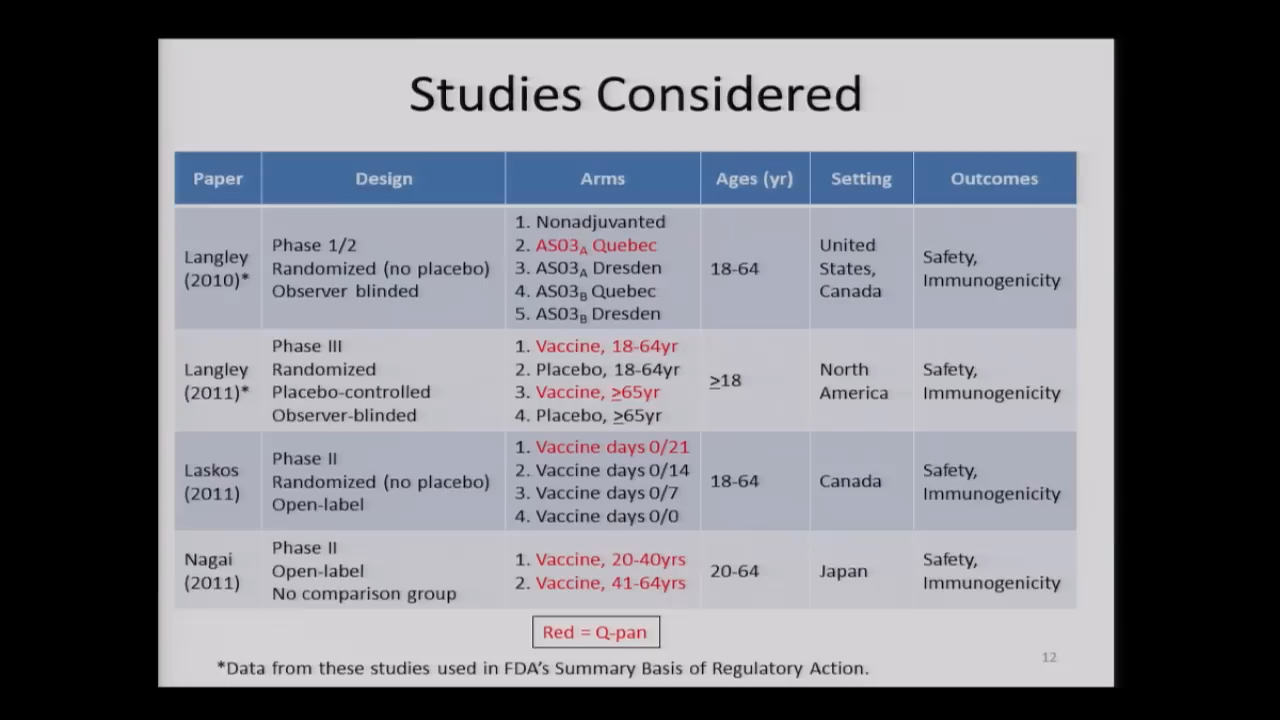 Studies Considered
Paper Design Arms Ages (yr) Setting Outcomes
Langley
(2010)*
Phase 1/2
Randomized (no placebo)
Observer blinded
1. Nonadjuvanted
2. AS03A Quebec
3. AS03A Dresden
4. AS03B Quebec
5. AS03B Dresden
18-64
United
States,
Canada
Safety,
Immunogenicity
Langley
(2011)*
Phase III
Randomized
Placebo-controlled
Observer-blinded
1. Vaccine, 18-64yr
2. Placebo, 18-64yr
3. Vaccine, ≥65yr
4. Placebo, ≥65yr
≥18
North
America
Safety,
Immunogenicity
Laskos
(2011)
Phase II
Randomized (no placebo)
Open-label
1. Vaccine days 0/21
2. Vaccine days 0/14
3. Vaccine days 0/7
4. Vaccine days 0/0
18-64
Canada
Safety,
Immunogenicity
Nagai
(2011)
Phase II
Open-label
No comparison group
1. Vaccine, 20-40yrs
2. Vaccine, 41-64yrs
20-64
Japan
Safety,
Immunogenicity
Red = Q-pan
*Data from these studies used in FDA's Summary Basis of Regulatory Action.
12